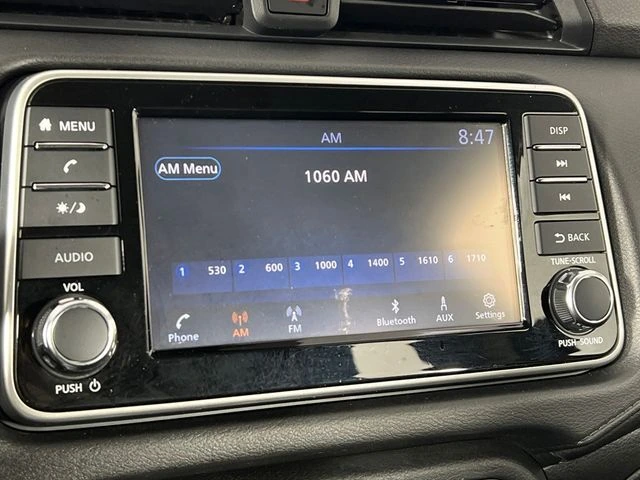 MENU
AUDIO
VOL
PUSH
AM
8:47
AM Menu
1060 AM
1 530 2 600 3 1000 4 1400 5 1610 6 1710
Phone AM FM Bluetooth AUX Settings
DISP
BACK
TUNE-SCROLL
PUSH-SOUND